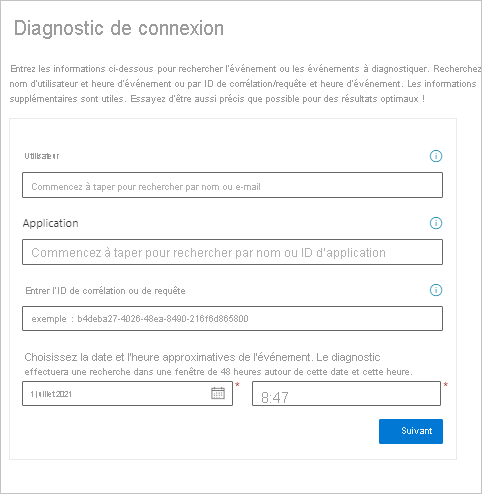 Diagnostic de connexion
Entrez les informations ci-dessous pour rechercher l'événement ou les événements à diagnostiquer. Recherchez
nom d'utilisateur et heure d'événement ou par ID de corrélation/requête et heure d'événement. Les informations
supplémentaires sont utiles. Essayez d'être aussi précis que possible pour des résultats optimaux !
Utilisateur
Commencez à taper pour rechercher par nom ou e-mail
Application
Commencez à taper pour rechercher par nom ou ID d'application
Entrer l'ID de corrélation ou de requête
exemple : b4deba27-4026-48ea-8490-216f6d865800
Choisissez la date et l'heure approximatives de l'événement. Le diagnostic
effectuera une recherche dans une fenêtre de 48 heures autour de cette date et cette heure.
1 juillet 2021 * 8:47 *
Suivant